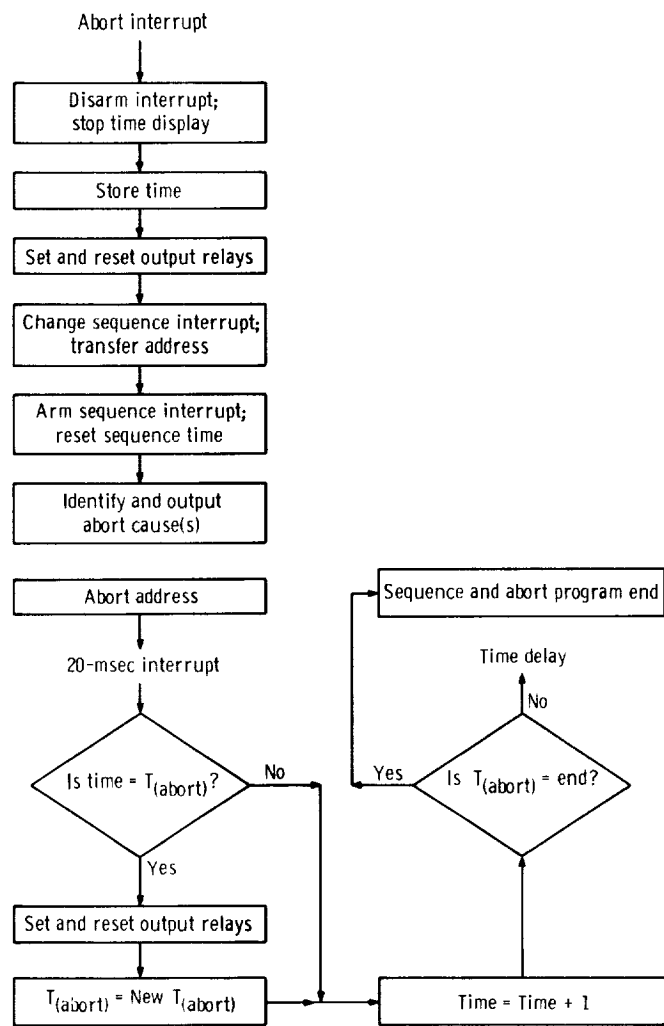 Abort interrupt
Disarm interrupt;
stop time display
Store time
Set and reset output relays
Change sequence interrupt;
transfer address
Arm sequence interrupt;
reset sequence time
Identify and output
abort cause(s)
Abort address
20-msec interrupt
Is time = T(abort)?
No
Yes
Set and reset output relays
T(abort) = New T(abort)
Time = Time + 1
Is T(abort) = end?
Yes
No
Time delay
Sequence and abort program end